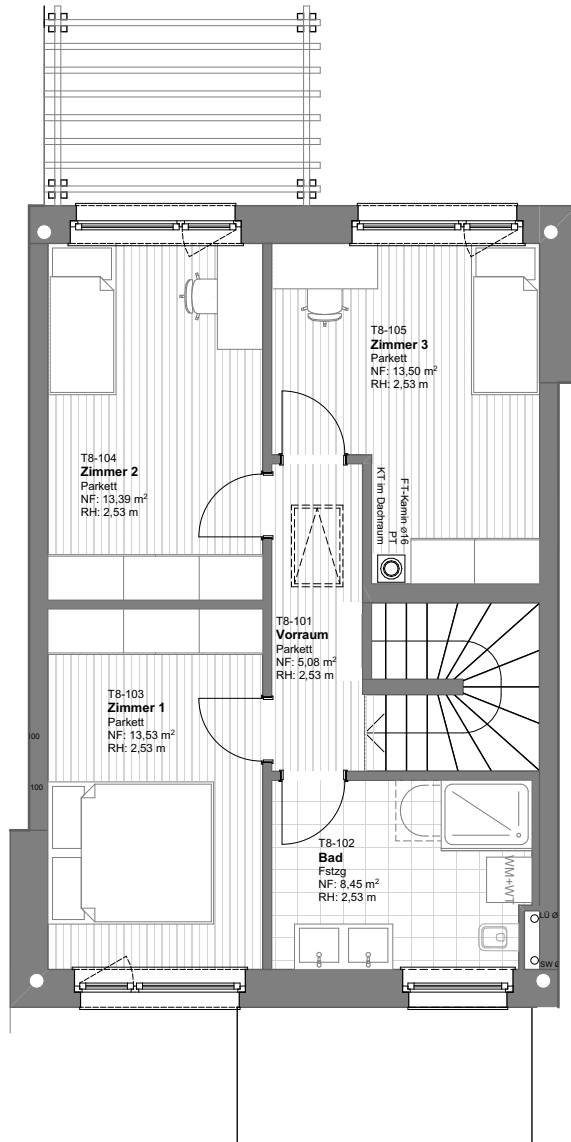 T8-105
Zimmer 3
Parkett
NF: 13,50 m²
RH: 2,53 m
T8-104
Zimmer 2
Parkett
NF: 13,39 m²
RH: 2,53 m
FT-Kamin ø16
PT
KT im Dachraum
T8-101
Vorraum
Parkett
NF: 5,08 m²
RH: 2,53 m
T8-103
Zimmer 1
Parkett
NF: 13,53 m²
RH: 2,53 m
100
100
T8-102
Bad
Fstzg
NF: 8,45 m²
RH: 2,53 m
WM+WT
LÜ Ø
SW Ø